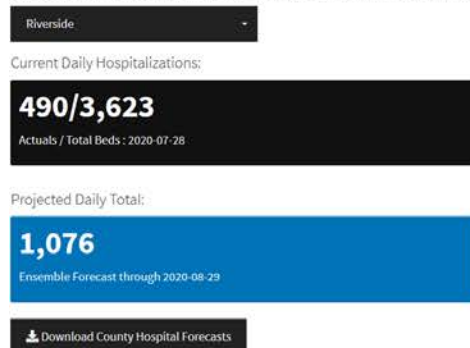 Riverside
Current Daily Hospitalizations:
490/3,623
Actuals / Total Beds : 2020-07-28
Projected Daily Total:
1,076
Ensemble Forecast through 2020-08-29
Download County Hospital Forecasts